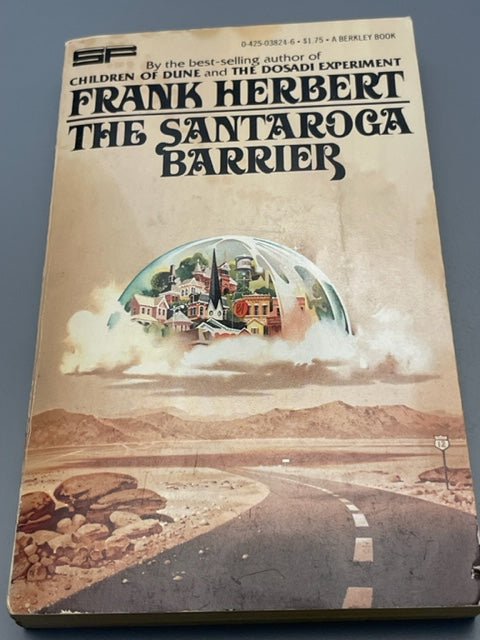 SF
0-425-03824-6 • $1.75 • A BERKLEY BOOK
By the best-selling author of
CHILDREN OF DUNE and THE DOSADI EXPERIMENT
FRANK HERBERT
THE SANTAROGA
BARRIER
12